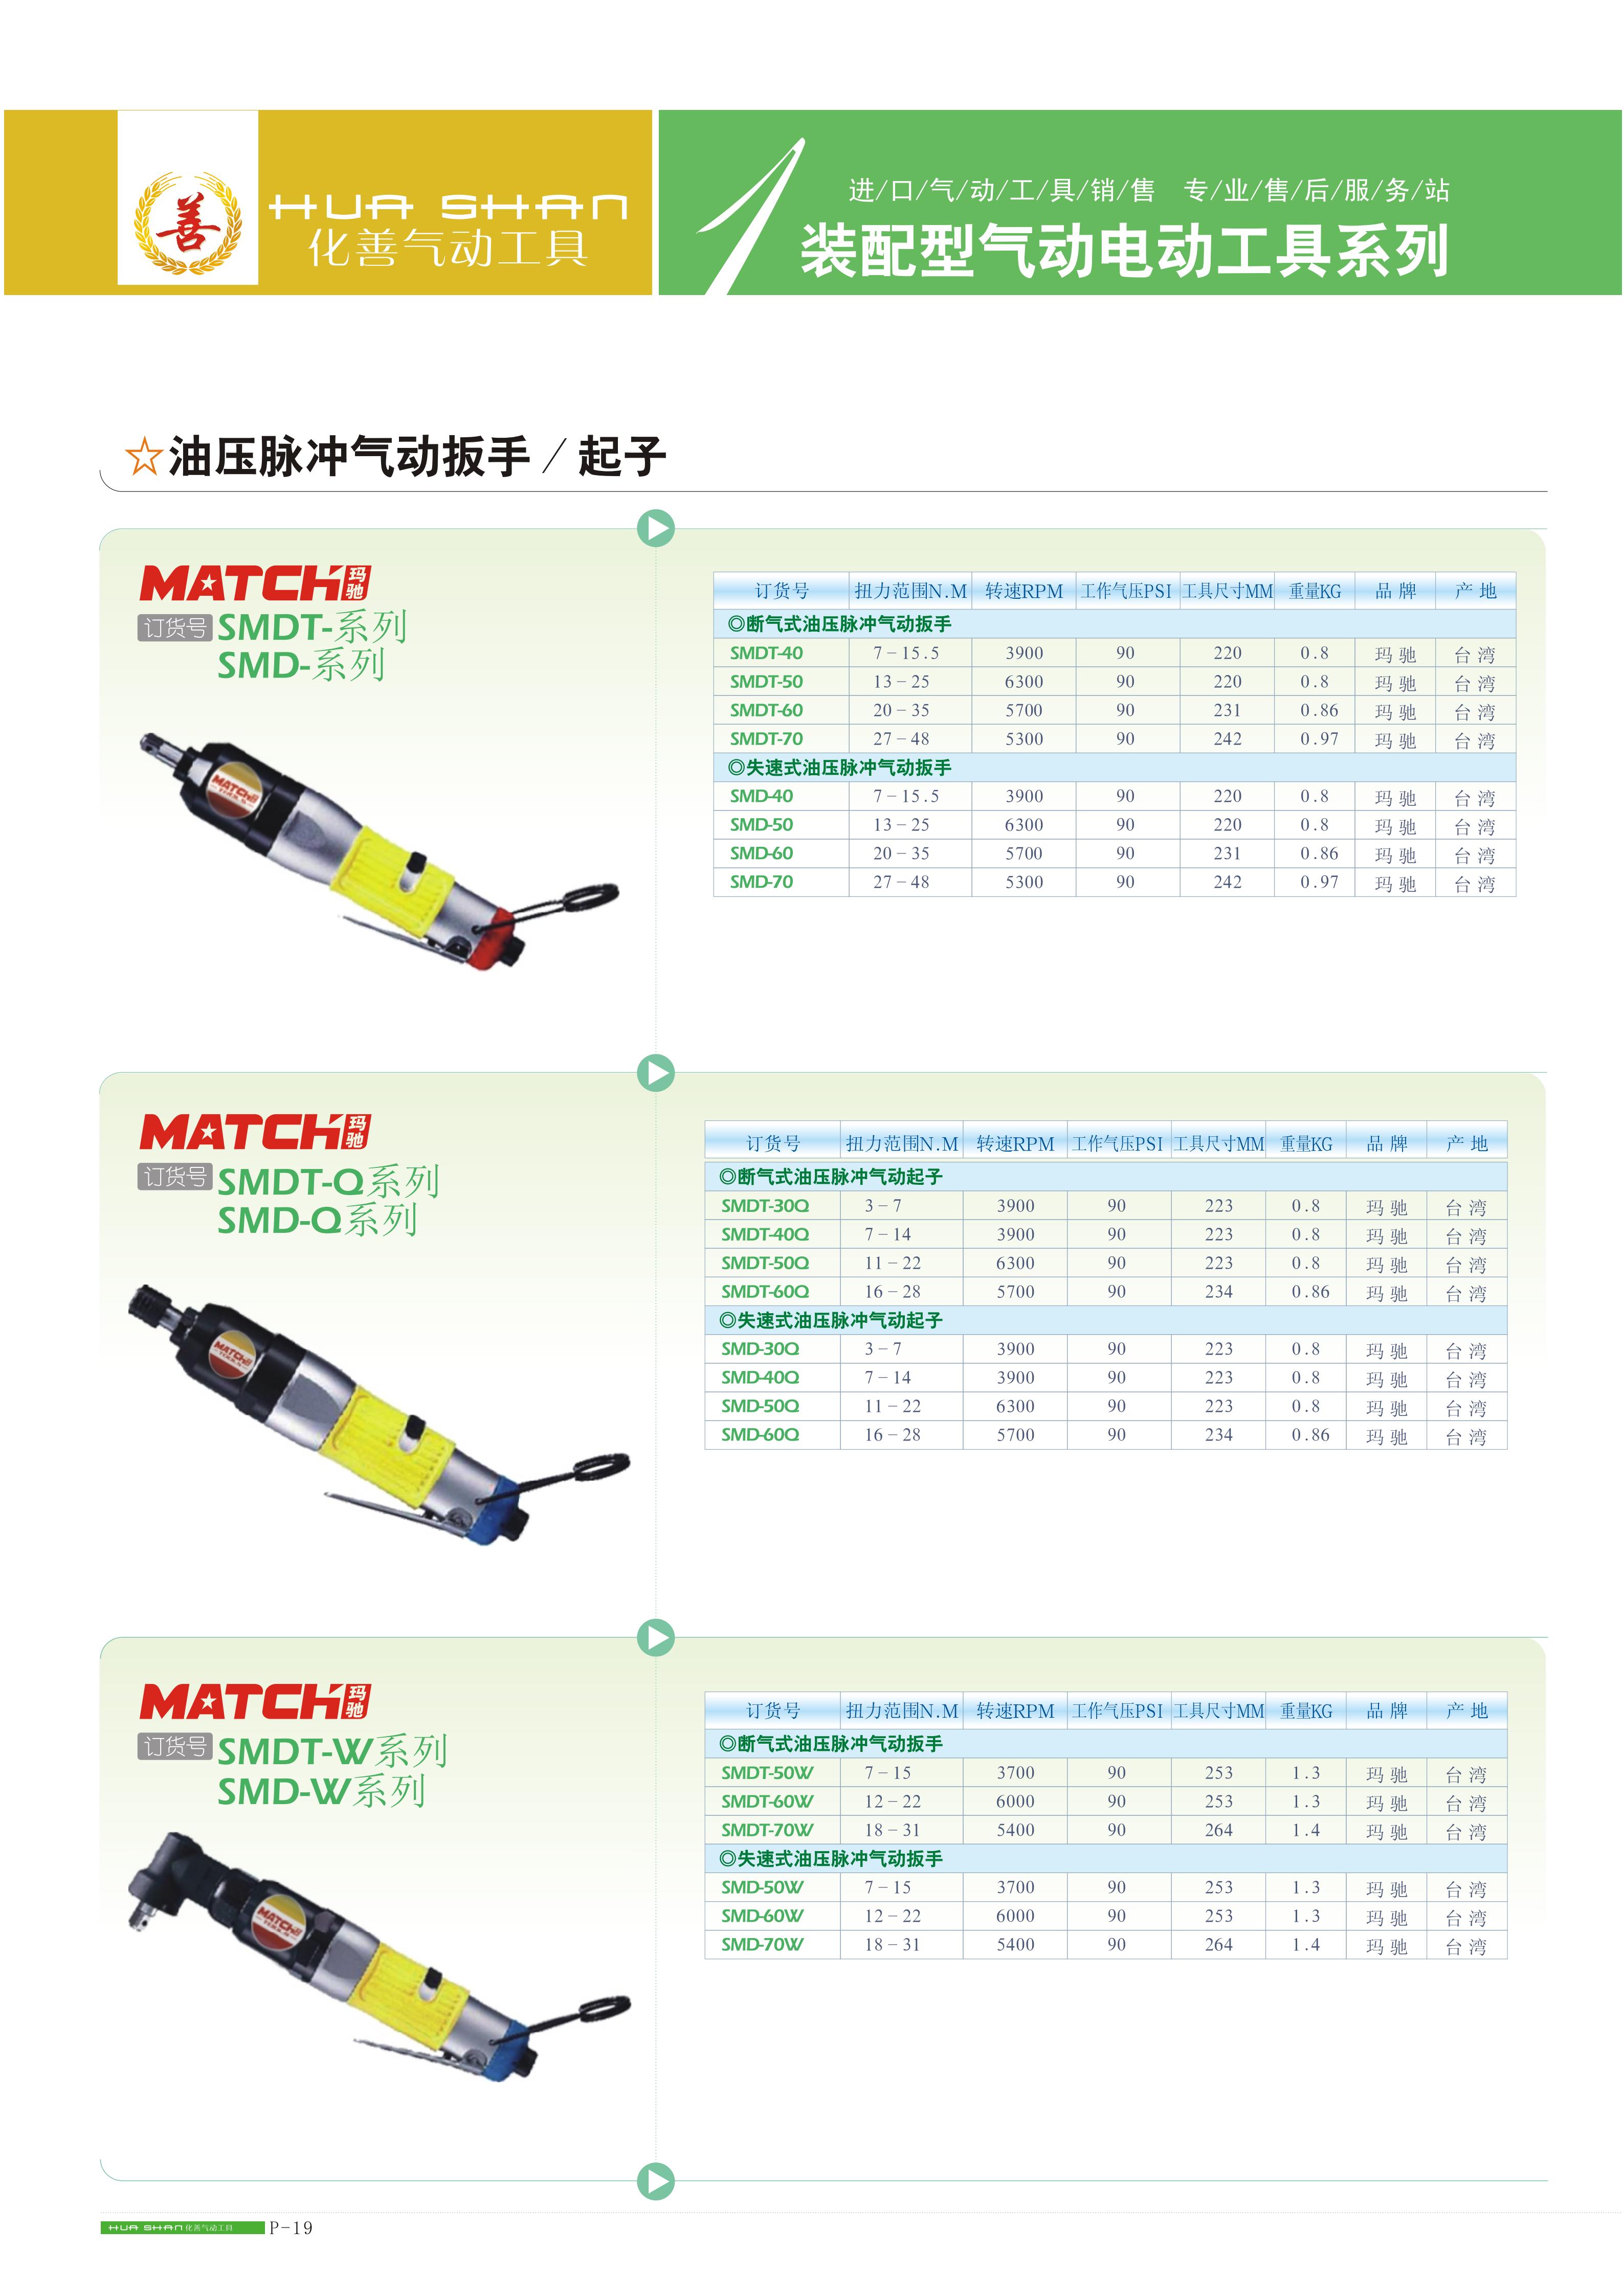 善
HUA SHAN
化善气动工具
1
进/口/气/动/工/具/销/售 专/业/售/后/服/务/站
装配型气动电动工具系列
☆油压脉冲气动扳手/起子
MATCH玛驰
订货号 SMDT-系列
SMD-系列
MATCH
订货号 扭力范围N.M 转速RPM 工作气压PSI 工具尺寸MM 重量KG 品牌 产地
◎断气式油压脉冲气动扳手
SMDT-40 7-15.5 3900 90 220 0.8 玛驰 台湾
SMDT-50 13-25 6300 90 220 0.8 玛驰 台湾
SMDT-60 20-35 5700 90 231 0.86 玛驰 台湾
SMDT-70 27-48 5300 90 242 0.97 玛驰 台湾
◎失速式油压脉冲气动扳手
SMD-40 7-15.5 3900 90 220 0.8 玛驰 台湾
SMD-50 13-25 6300 90 220 0.8 玛驰 台湾
SMD-60 20-35 5700 90 231 0.86 玛驰 台湾
SMD-70 27-48 5300 90 242 0.97 玛驰 台湾
MATCH玛驰
订货号 SMDT-Q系列
SMD-Q系列
MATCH
订货号 扭力范围N.M 转速RPM 工作气压PSI 工具尺寸MM 重量KG 品牌 产地
◎断气式油压脉冲气动起子
SMDT-30Q 3-7 3900 90 223 0.8 玛驰 台湾
SMDT-40Q 7-14 3900 90 223 0.8 玛驰 台湾
SMDT-50Q 11-22 6300 90 223 0.8 玛驰 台湾
SMDT-60Q 16-28 5700 90 234 0.86 玛驰 台湾
◎失速式油压脉冲气动起子
SMD-30Q 3-7 3900 90 223 0.8 玛驰 台湾
SMD-40Q 7-14 3900 90 223 0.8 玛驰 台湾
SMD-50Q 11-22 6300 90 223 0.8 玛驰 台湾
SMD-60Q 16-28 5700 90 234 0.86 玛驰 台湾
MATCH玛驰
订货号 SMDT-W系列
SMD-W系列
MATCH
订货号 扭力范围N.M 转速RPM 工作气压PSI 工具尺寸MM 重量KG 品牌 产地
◎断气式油压脉冲气动扳手
SMDT-50W 7-15 3700 90 253 1.3 玛驰 台湾
SMDT-60W 12-22 6000 90 253 1.3 玛驰 台湾
SMDT-70W 18-31 5400 90 264 1.4 玛驰 台湾
◎失速式油压脉冲气动扳手
SMD-50W 7-15 3700 90 253 1.3 玛驰 台湾
SMD-60W 12-22 6000 90 253 1.3 玛驰 台湾
SMD-70W 18-31 5400 90 264 1.4 玛驰 台湾
HUA SHAN化善气动工具 P-19